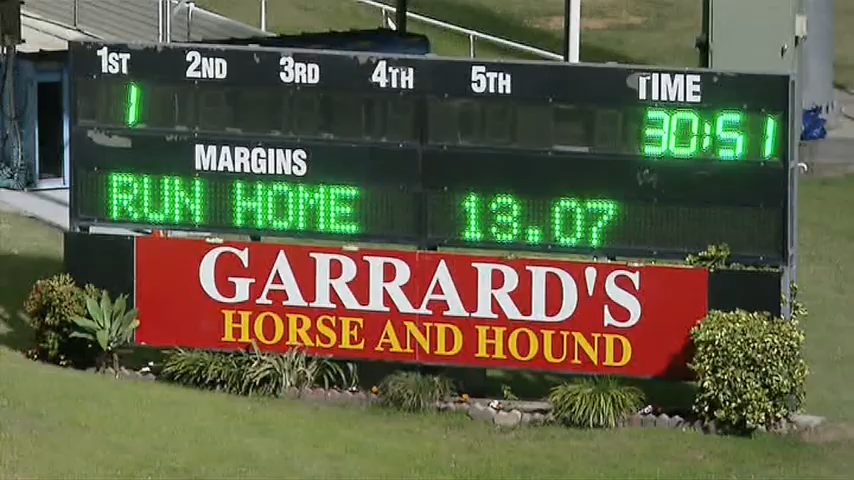 1ST 2ND 3RD 4TH 5TH TIME
1 30:51
MARGINS
RUN HOME 13.07
GARRARD'S
HORSE AND HOUND